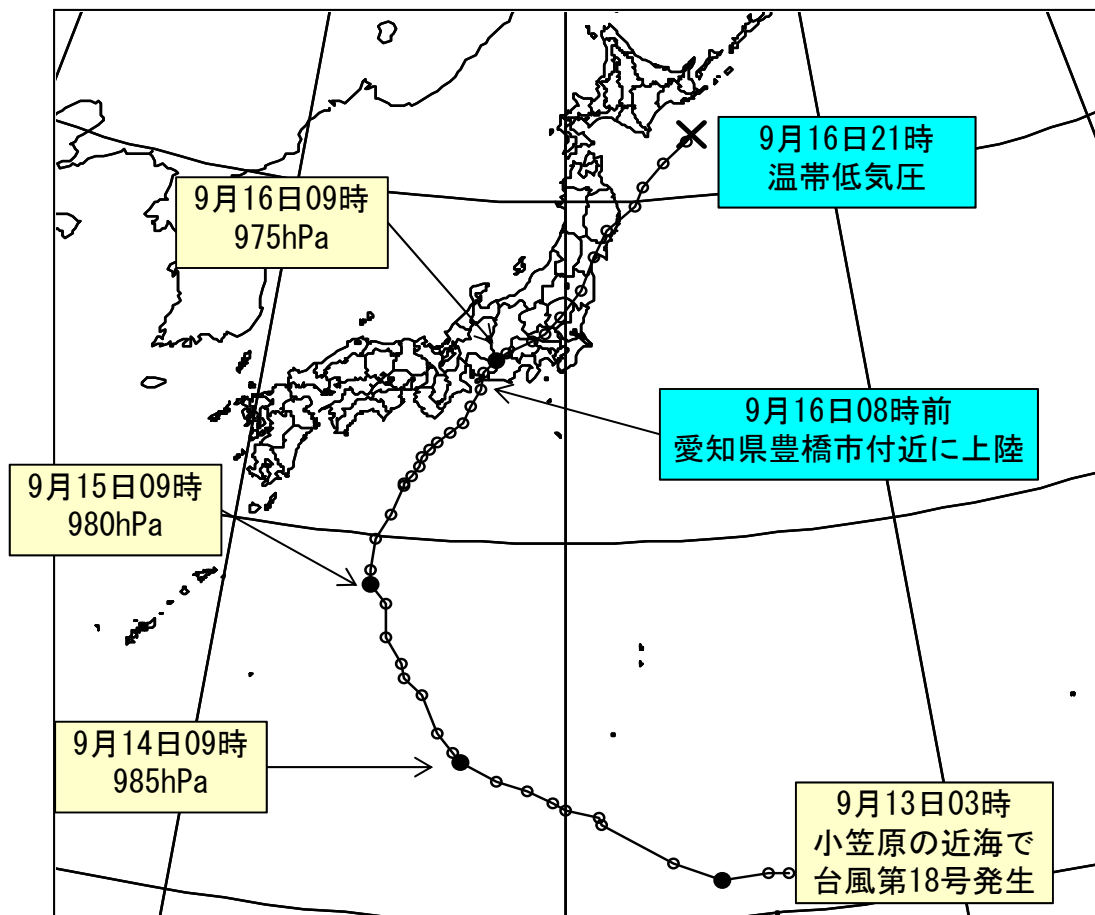 9月16日21時
温帯低気圧
9月16日09時
975hPa
9月16日08時前
愛知県豊橋市付近に上陸
9月15日09時
980hPa
9月14日09時
985hPa
9月13日03時
小笠原の近海で
台風第18号発生